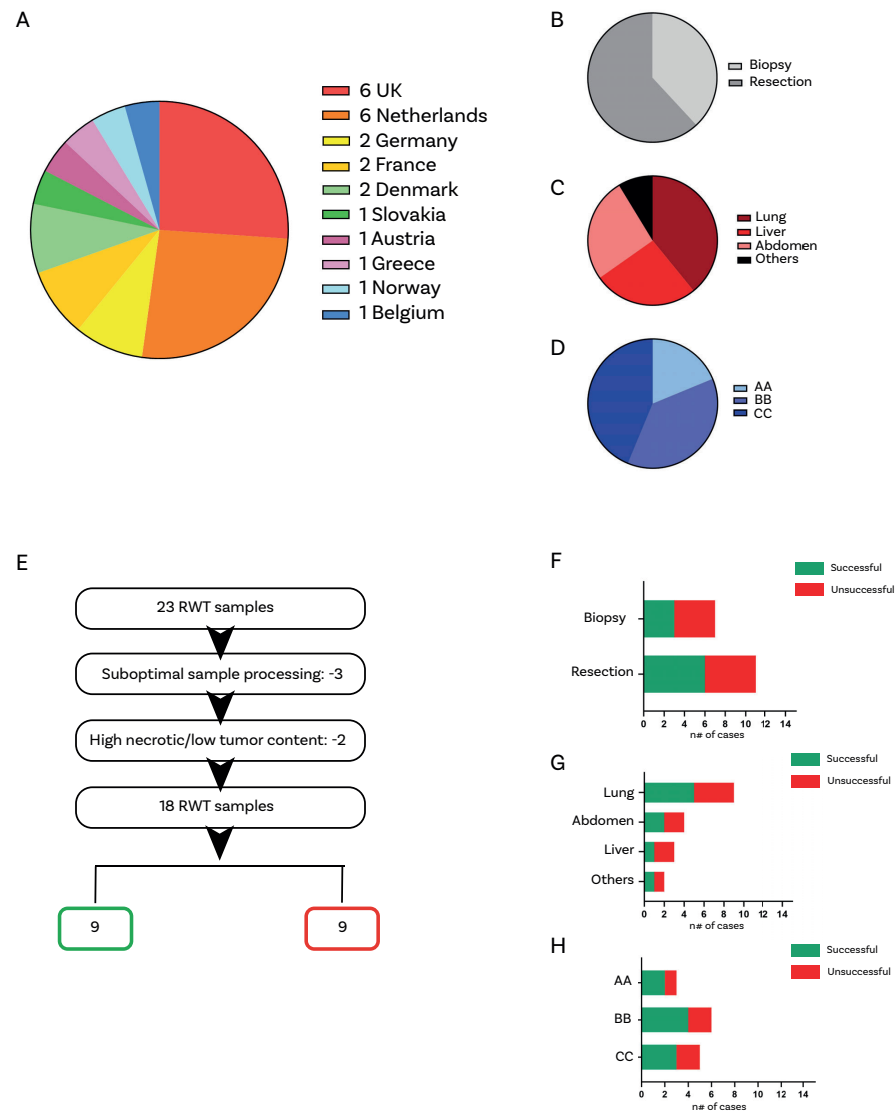 A
6 UK
6 Netherlands
2 Germany
2 France
2 Denmark
1 Slovakia
1 Austria
1 Greece
1 Norway
1 Belgium
B
Biopsy
Resection
C
Lung
Liver
Abdomen
Others
D
AA
BB
CC
E
23 RWT samples
Suboptimal sample processing: -3
High necrotic/low tumor content: -2
18 RWT samples
9
9
F
Successful
Unsuccessful
Biopsy
Resection
0 2 4 6 8 10 12 14
n# of cases
G
Successful
Unsuccessful
Lung
Abdomen
Liver
Others
0 2 4 6 8 10 12 14
n# of cases
H
Successful
Unsuccessful
AA
BB
CC
0 2 4 6 8 10 12 14
n# of cases